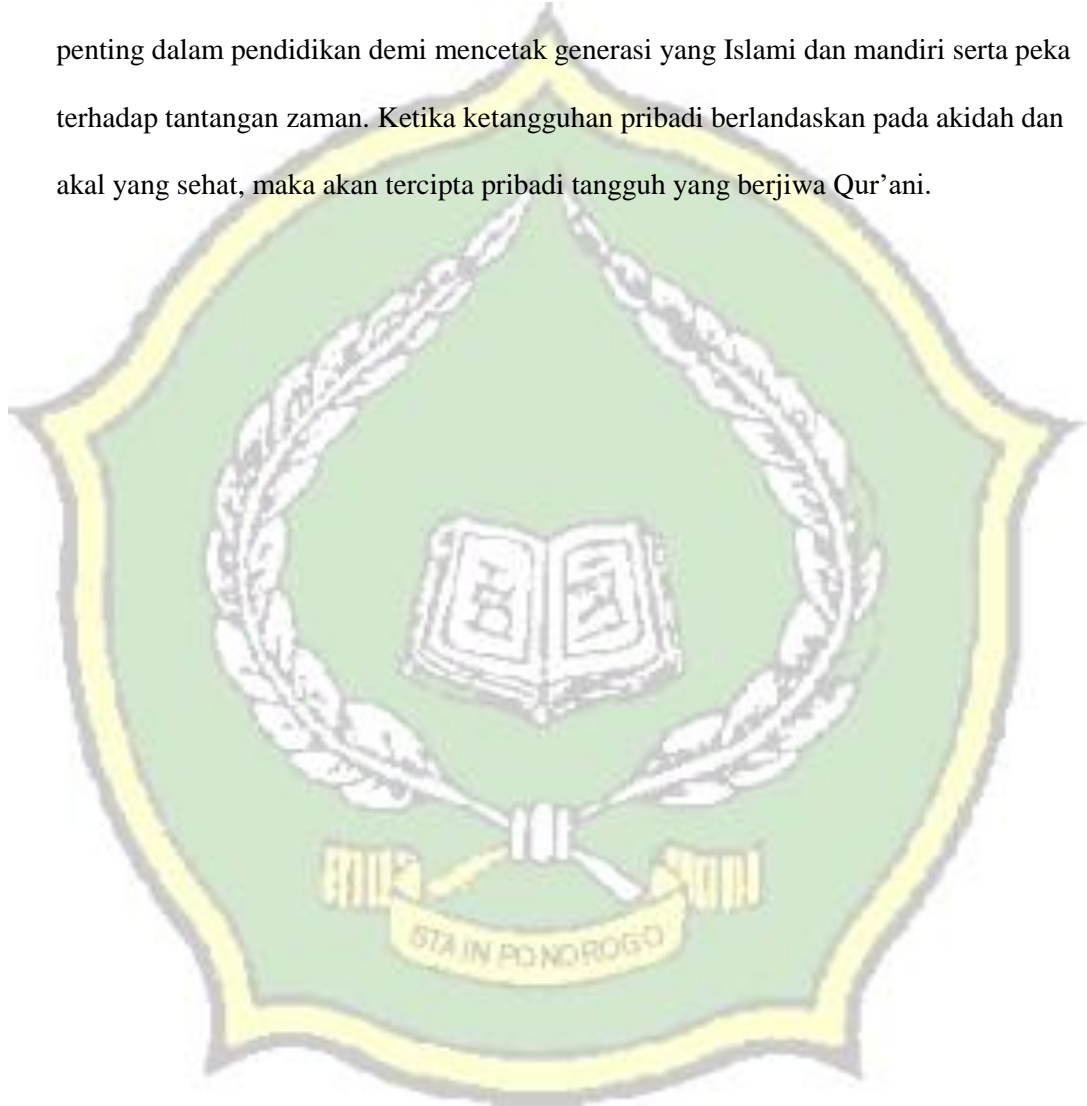 penting dalam pendidikan demi mencetak generasi yang Islami dan mandiri serta peka
terhadap tantangan zaman. Ketika ketangguhan pribadi berlandaskan pada akidah dan
akal yang sehat, maka akan tercipta pribadi tangguh yang berjiwa Qur’ani.
STAIN PONOROGO